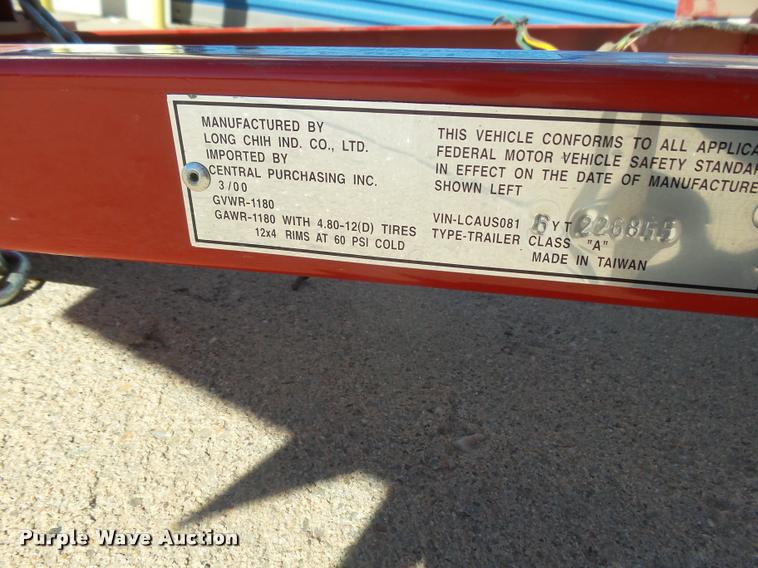 MANUFACTURED BY
LONG CHIH IND. CO., LTD.
IMPORTED BY
CENTRAL PURCHASING INC.
3/00
GVWR-1180
GAWR-1180 WITH 4.80-12(D) TIRES
12x4 RIMS AT 60 PSI COLD
THIS VEHICLE CONFORMS TO ALL APPLICA
FEDERAL MOTOR VEHICLE SAFETY STANDAR
IN EFFECT ON THE DATE OF MANUFACTURE
SHOWN LEFT
VIN-LCAUS081 6YT226855
TYPE-TRAILER CLASS "A"
MADE IN TAIWAN
Purple Wave Auction